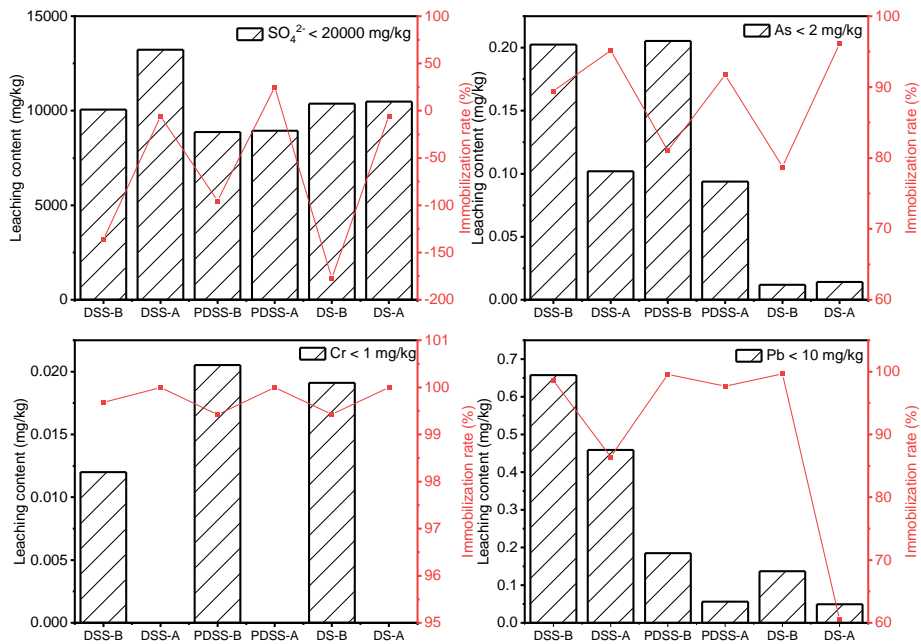 SO₄²⁻ < 20000 mg/kg
Leaching content (mg/kg)
15000
10000
5000
0
100
50
0
-50
-100
-150
-200
Immobilization rate (%)
DSS-B DSS-A PDSS-B PDSS-A DS-B DS-A
As < 2 mg/kg
Leaching content (mg/kg)
0.20
0.15
0.10
0.05
0.00
100
90
80
70
60
Immobilization rate (%)
DSS-B DSS-A PDSS-B PDSS-A DS-B DS-A
Cr < 1 mg/kg
Leaching content (mg/kg)
0.020
0.015
0.010
0.005
0.000
101
100
99
98
97
96
95
Immobilization rate (%)
DSS-B DSS-A PDSS-B PDSS-A DS-B DS-A
Pb < 10 mg/kg
Leaching content (mg/kg)
0.7
0.6
0.5
0.4
0.3
0.2
0.1
0.0
100
90
80
70
60
Immobilization rate (%)
DSS-B DSS-A PDSS-B PDSS-A DS-B DS-A